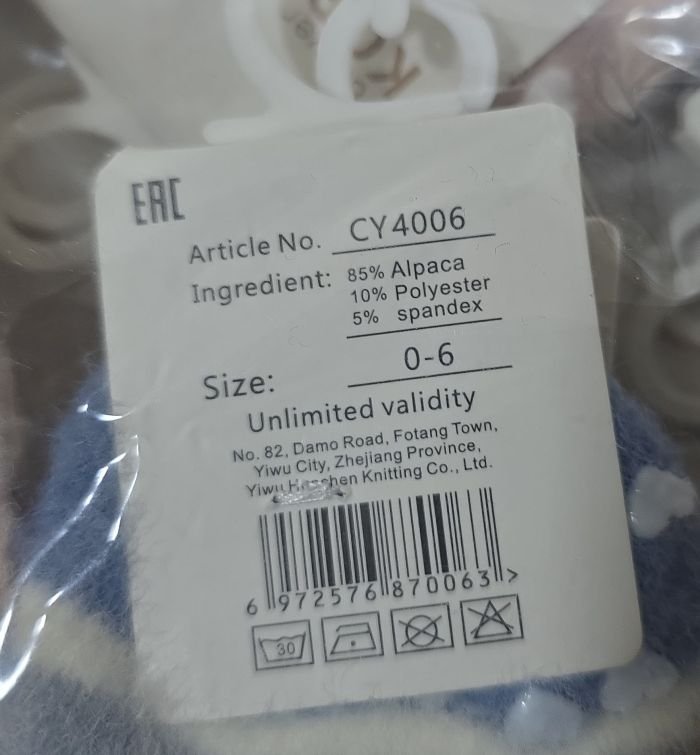 EAC
Article No. CY4006
Ingredient: 85% Alpaca
10% Polyester
5% spandex
Size: 0-6
Unlimited validity
No. 82, Damo Road, Fotang Town,
Yiwu City, Zhejiang Province,
Yiwu Knitting Co., Ltd.
6 972576 870063 >
30